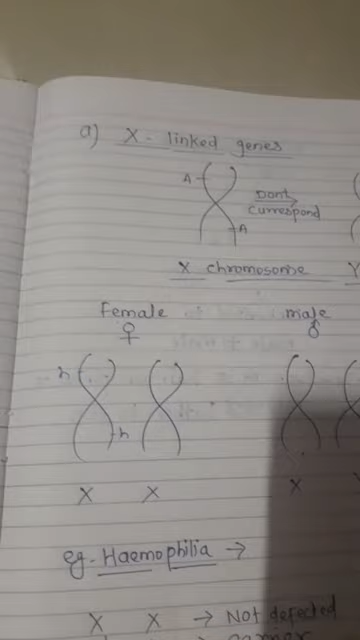 a) X - linked genes
A
Dont
Correspond
A
X chromosome Y
Female male
♀ ♂
h
h
X X X
eg. Haemophilia →
X X → Not defected